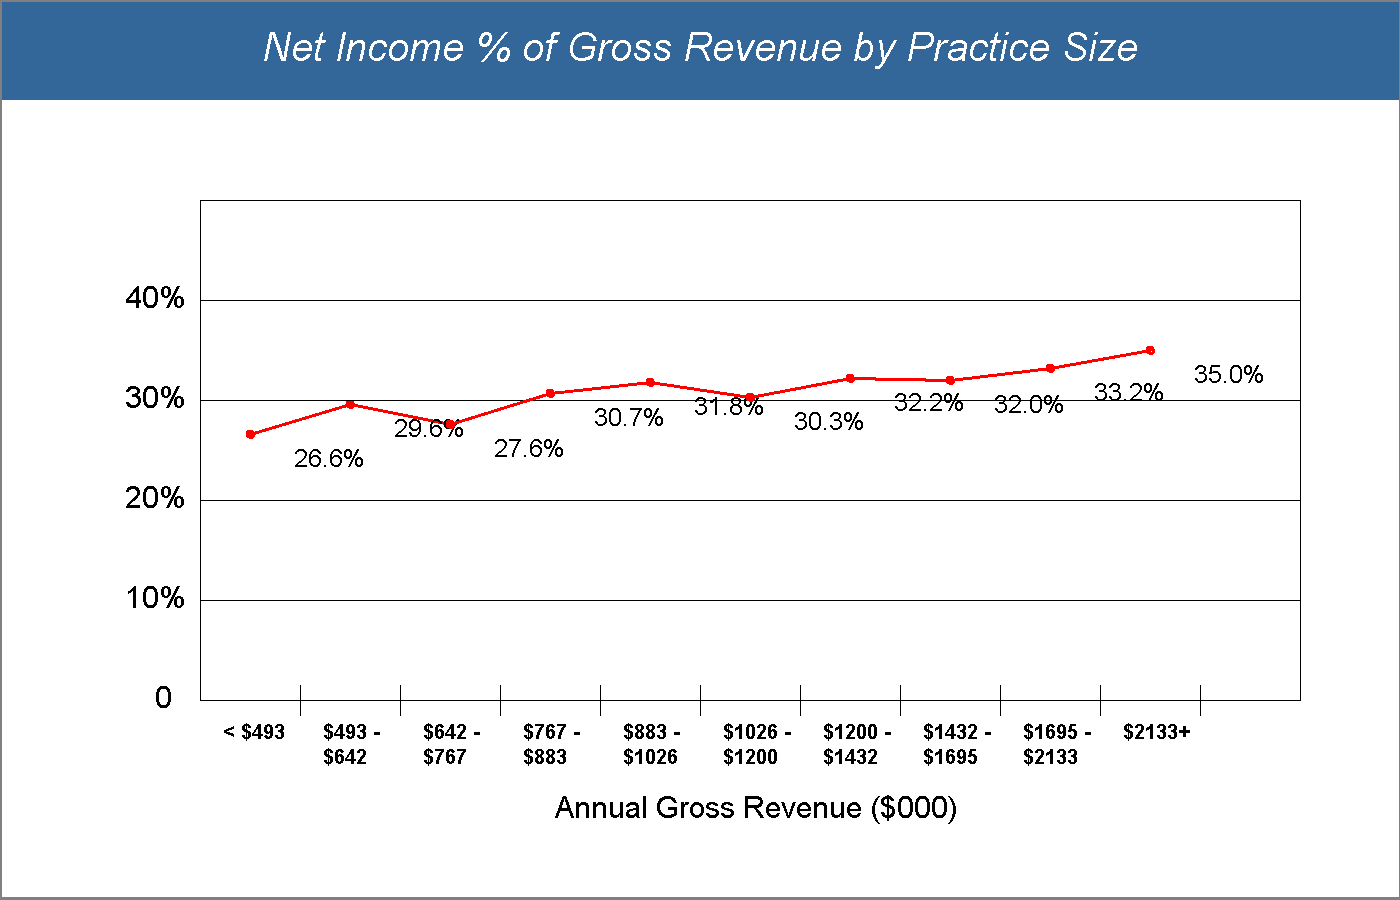 Net Income % of Gross Revenue by Practice Size
40%
30%
20%
10%
0
26.6%
29.6%
27.6%
30.7%
31.8%
30.3%
32.2%
32.0%
33.2%
35.0%
< $493
$493 - $642
$642 - $767
$767 - $883
$883 - $1026
$1026 - $1200
$1200 - $1432
$1432 - $1695
$1695 - $2133
$2133+
Annual Gross Revenue ($000)